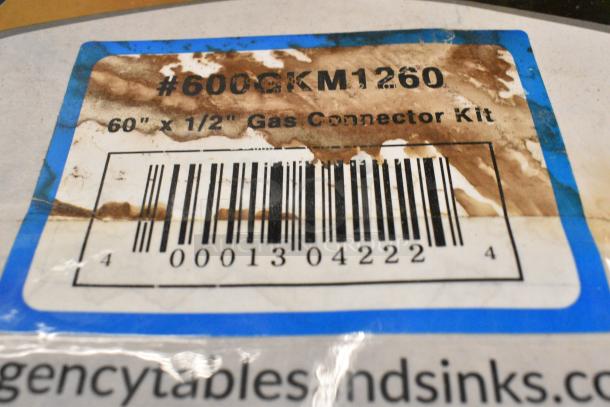 #600GKM1260
60" x 1/2" Gas Connector Kit
4 00013 04222 4
gencytablesandsinks.co